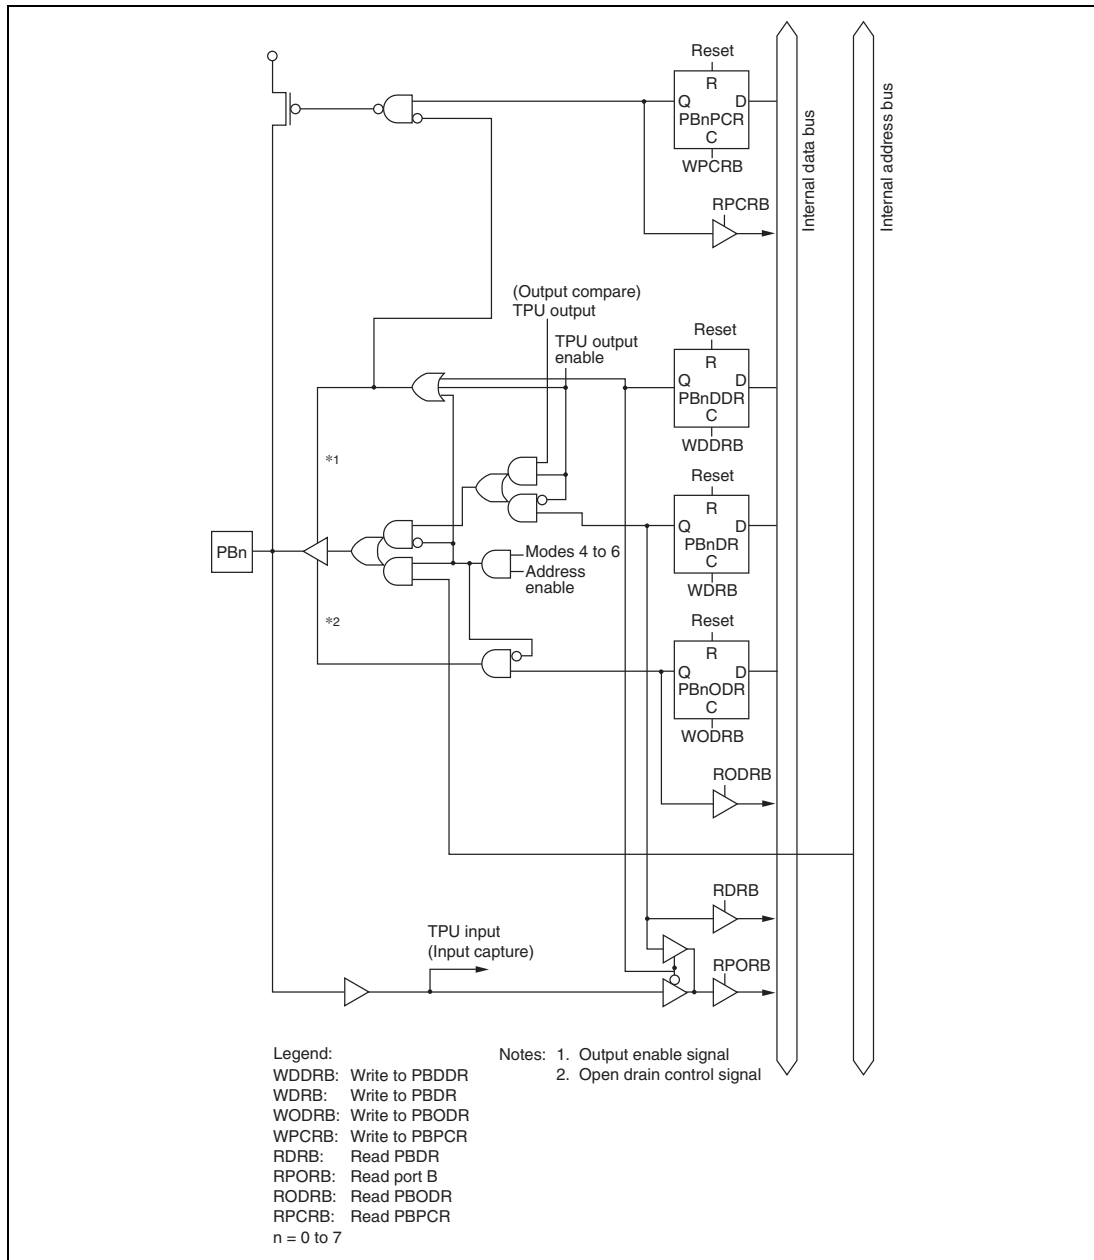 Reset
R
Q D
PBnPCR
C
WPCRB
Internal data bus
Internal address bus
RPCRB
(Output compare)
TPU output
TPU output
enable
Reset
R
Q D
PBnDDR
C
WDDRB
*1
Reset
R
Q D
PBnDR
C
WDRB
PBn
Modes 4 to 6
Address
enable
*2
Reset
R
Q D
PBnODR
C
WODRB
RODRB
RDRB
TPU input
(Input capture)
RPORB
Legend:
WDDRB: Write to PBDDR
WDRB: Write to PBDR
WODRB: Write to PBODR
WPCRB: Write to PBPCR
RDRB: Read PBDR
RPORB: Read port B
RODRB: Read PBODR
RPCRB: Read PBPCR
n = 0 to 7
Notes: 1. Output enable signal
2. Open drain control signal